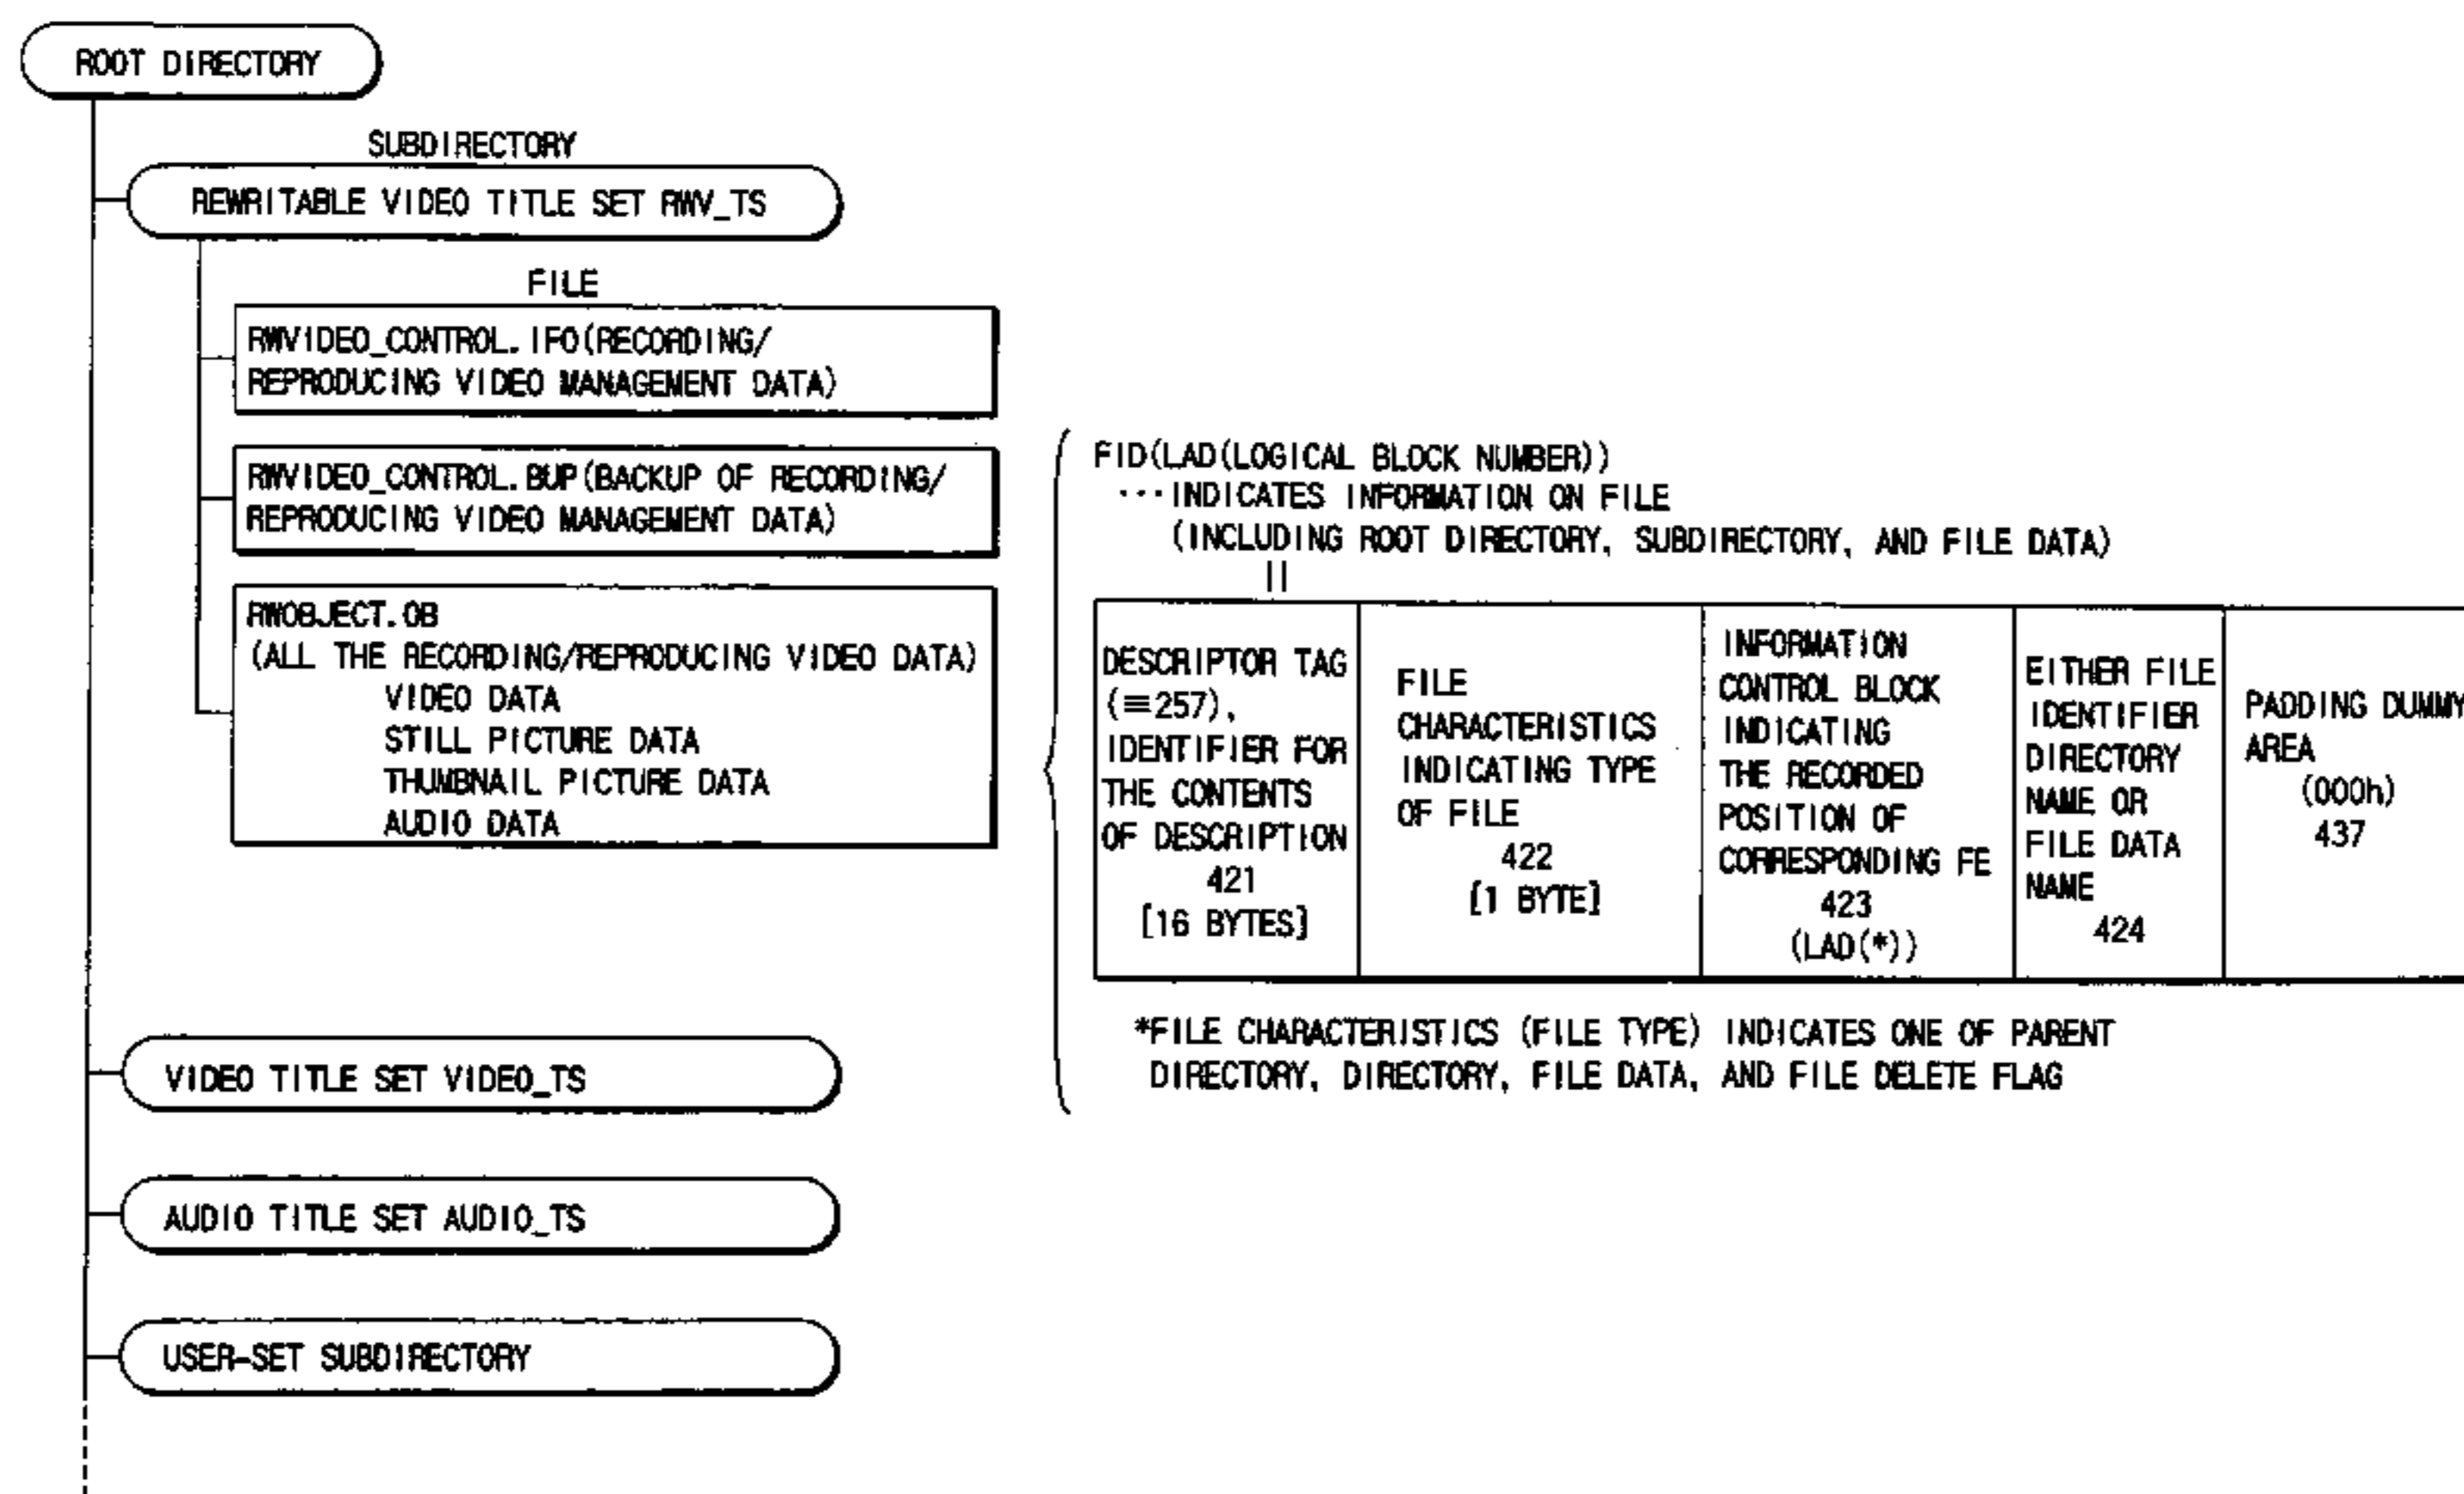 ROOT DIRECTORY
SUBDIRECTORY
REWRITABLE VIDEO TITLE SET RWV_TS
FILE
RWVIDEO_CONTROL.IFO(RECORDING/
REPRODUCING VIDEO MANAGEMENT DATA)
RWVIDEO_CONTROL.BUP(BACKUP OF RECORDING/
REPRODUCING VIDEO MANAGEMENT DATA)
RWOBJECT.OB
(ALL THE RECORDING/REPRODUCING VIDEO DATA)
VIDEO DATA
STILL PICTURE DATA
THUMBNAIL PICTURE DATA
AUDIO DATA
FID(LAD(LOGICAL BLOCK NUMBER))
···INDICATES INFORMATION ON FILE
(INCLUDING ROOT DIRECTORY, SUBDIRECTORY, AND FILE DATA)
||
DESCRIPTOR TAG
(≡257),
IDENTIFIER FOR
THE CONTENTS
OF DESCRIPTION
421
[16 BYTES]
FILE
CHARACTERISTICS
INDICATING TYPE
OF FILE
422
[1 BYTE]
INFORMATION
CONTROL BLOCK
INDICATING
THE RECORDED
POSITION OF
CORRESPONDING FE
423
(LAD(*))
EITHER FILE
IDENTIFIER
DIRECTORY
NAME OR
FILE DATA
NAME
424
PADDING DUMMY
AREA
(000h)
437
*FILE CHARACTERISTICS (FILE TYPE) INDICATES ONE OF PARENT
DIRECTORY, DIRECTORY, FILE DATA, AND FILE DELETE FLAG
VIDEO TITLE SET VIDEO_TS
AUDIO TITLE SET AUDIO_TS
USER-SET SUBDIRECTORY